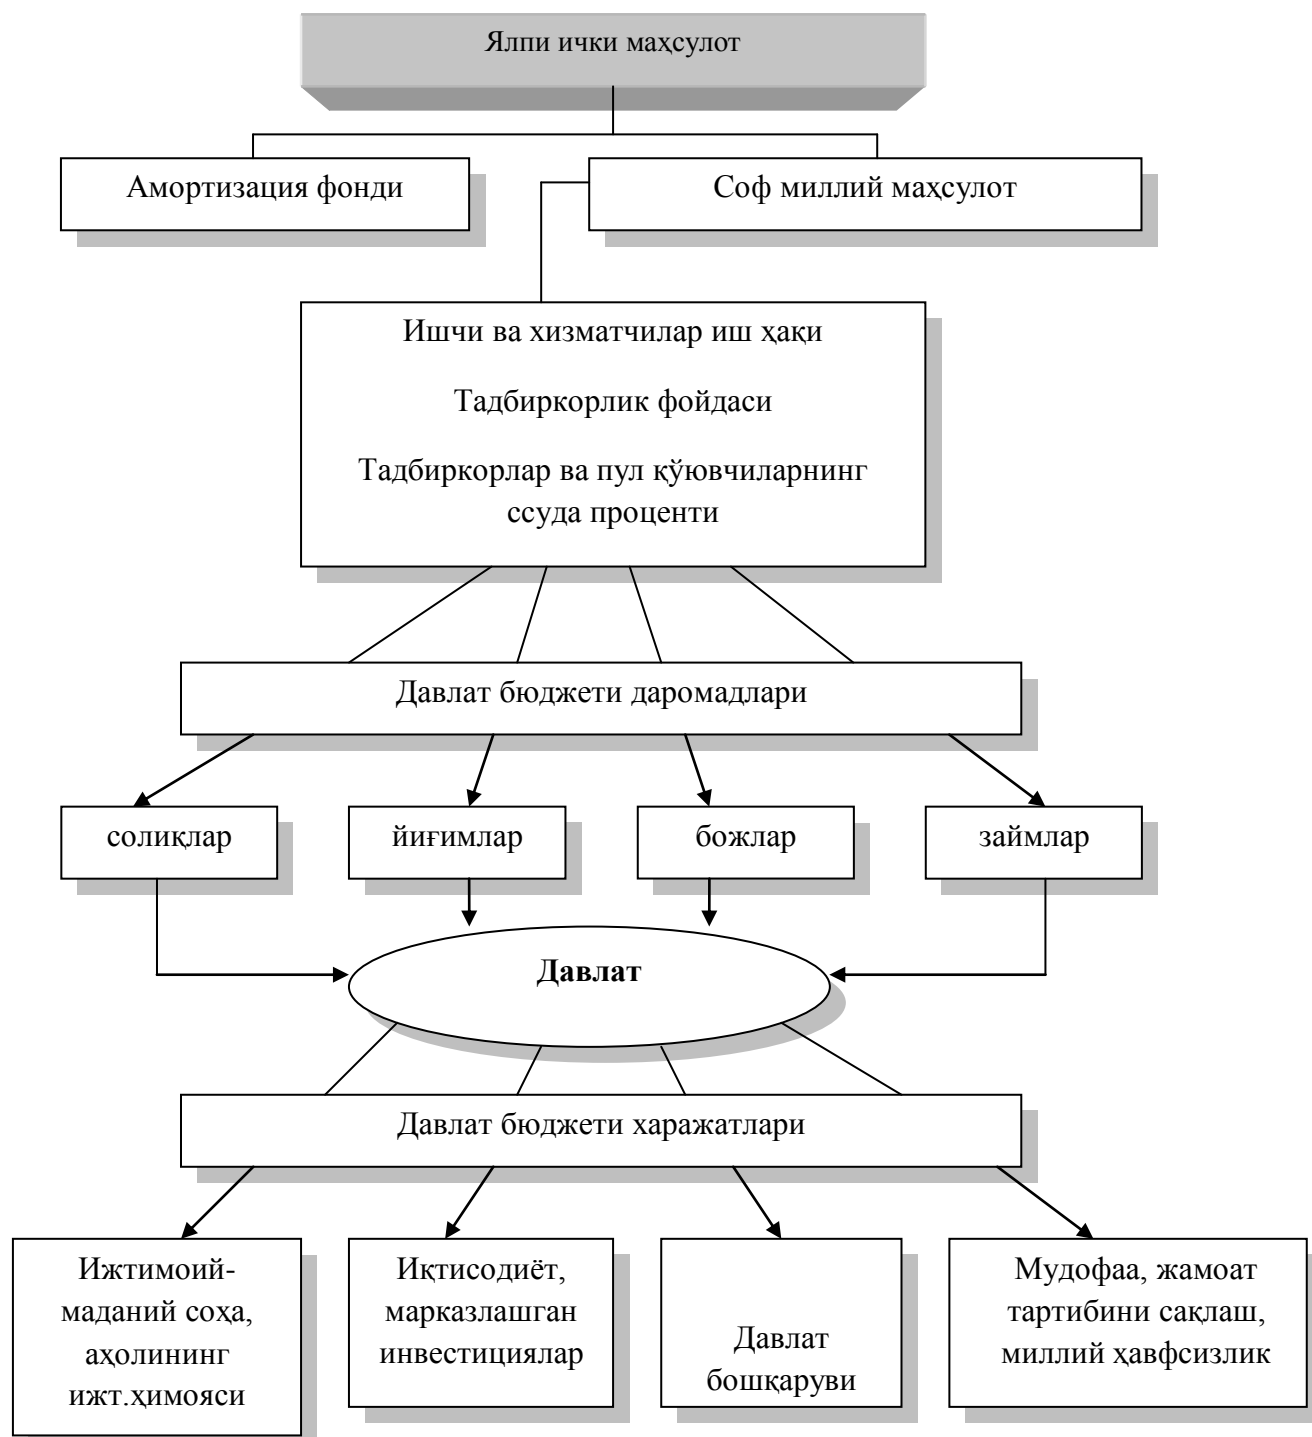 Ялпи ички маҳсулот
Амортизация фонди
Соф миллий маҳсулот
Ишчи ва хизматчилар иш ҳақи
Тадбиркорлик фойдаси
Тадбиркорлар ва пул қўювчиларнинг
ссуда проценти
Давлат бюджети даромадлари
солиқлар
йиғимлар
божлар
займлар
Давлат
Давлат бюджети харажатлари
Ижтимоий-
маданий соҳа,
аҳолининг
ижт.ҳимояси
Иқтисодиёт,
марказлашган
инвестициялар
Давлат
бошқаруви
Мудофаа, жамоат
тартибини сақлаш,
миллий ҳавфсизлик